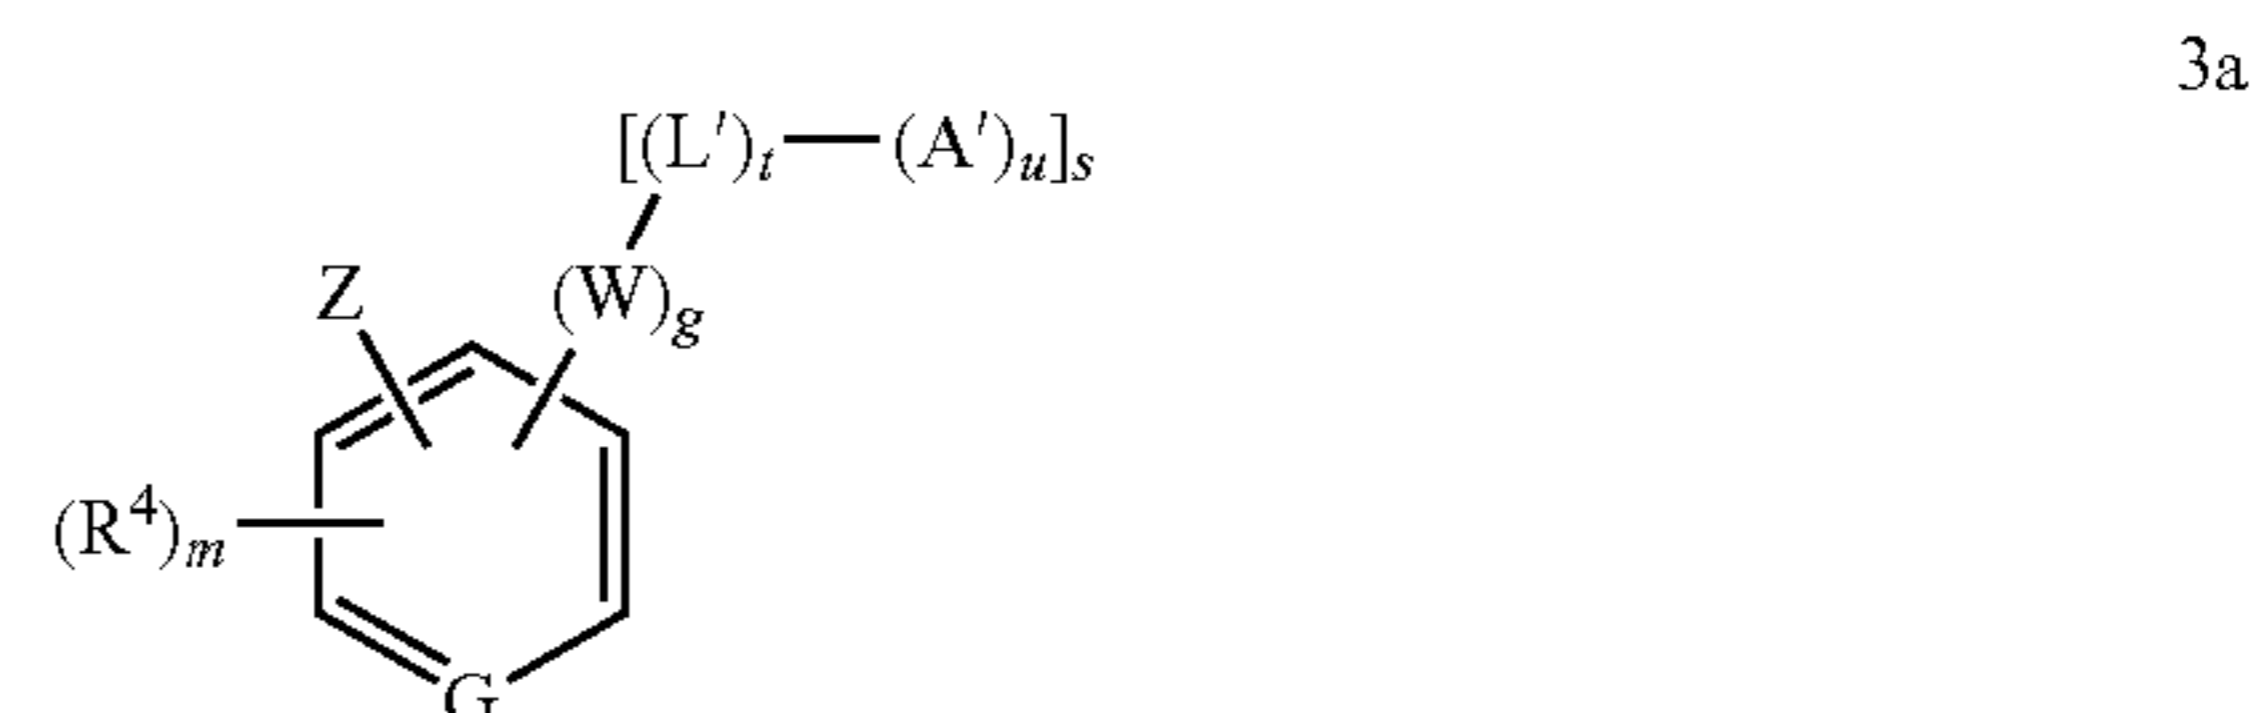 3a
[(L′)t—(A′)u]s
Z
(W)g
(R⁴)m
G